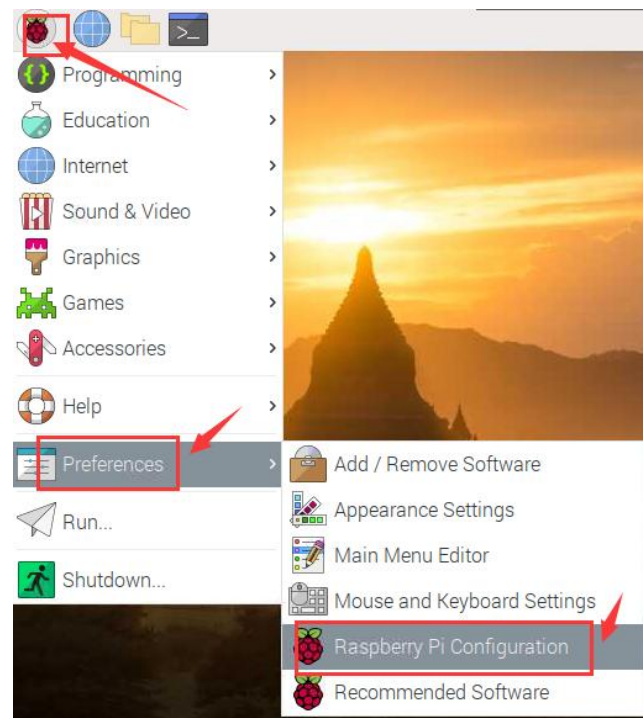 >_
Programming
Education
Internet
Sound & Video
Graphics
Games
Accessories
Help
Preferences
Add / Remove Software
Appearance Settings
Run...
Main Menu Editor
Shutdown...
Mouse and Keyboard Settings
Raspberry Pi Configuration
Recommended Software